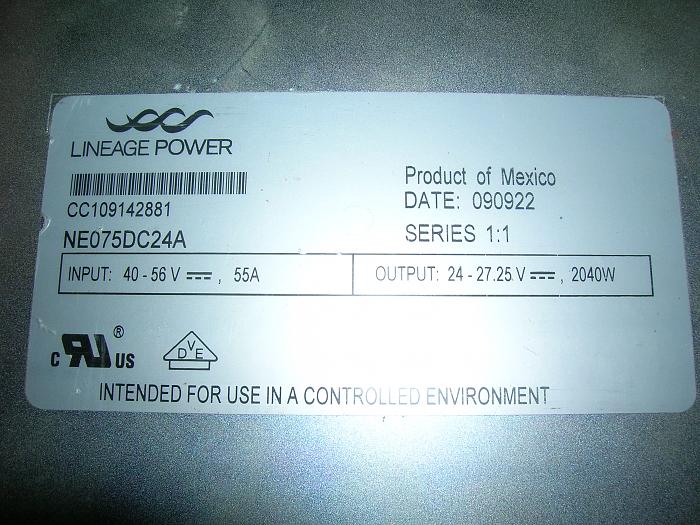 LINEAGE POWER
CC109142881
NE075DC24A
Product of Mexico
DATE: 090922
SERIES 1:1
INPUT: 40 - 56 V ⎓ , 55A
OUTPUT: 24 - 27.25 V ⎓ , 2040W
c RU ® US
DVE
INTENDED FOR USE IN A CONTROLLED ENVIRONMENT